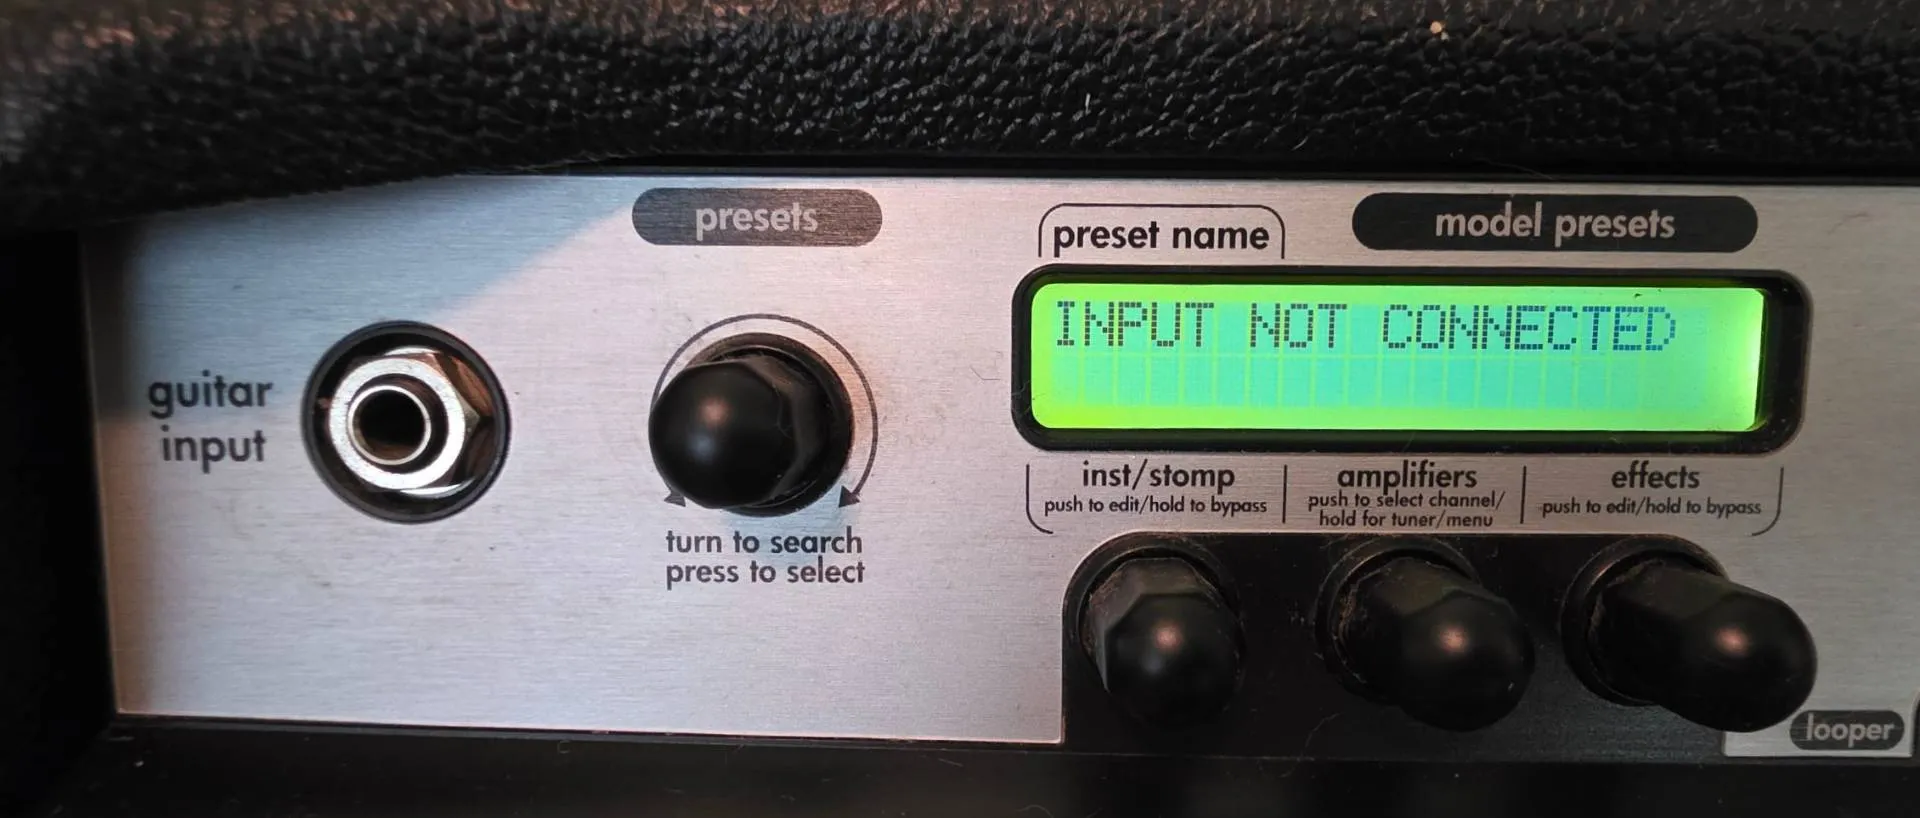 presets
preset name
model presets
INPUT NOT CONNECTED
guitar
input
inst/stomp
push to edit/hold to bypass
amplifiers
push to select channel/
hold for tuner/menu
effects
push to edit/hold to bypass
turn to search
press to select
looper